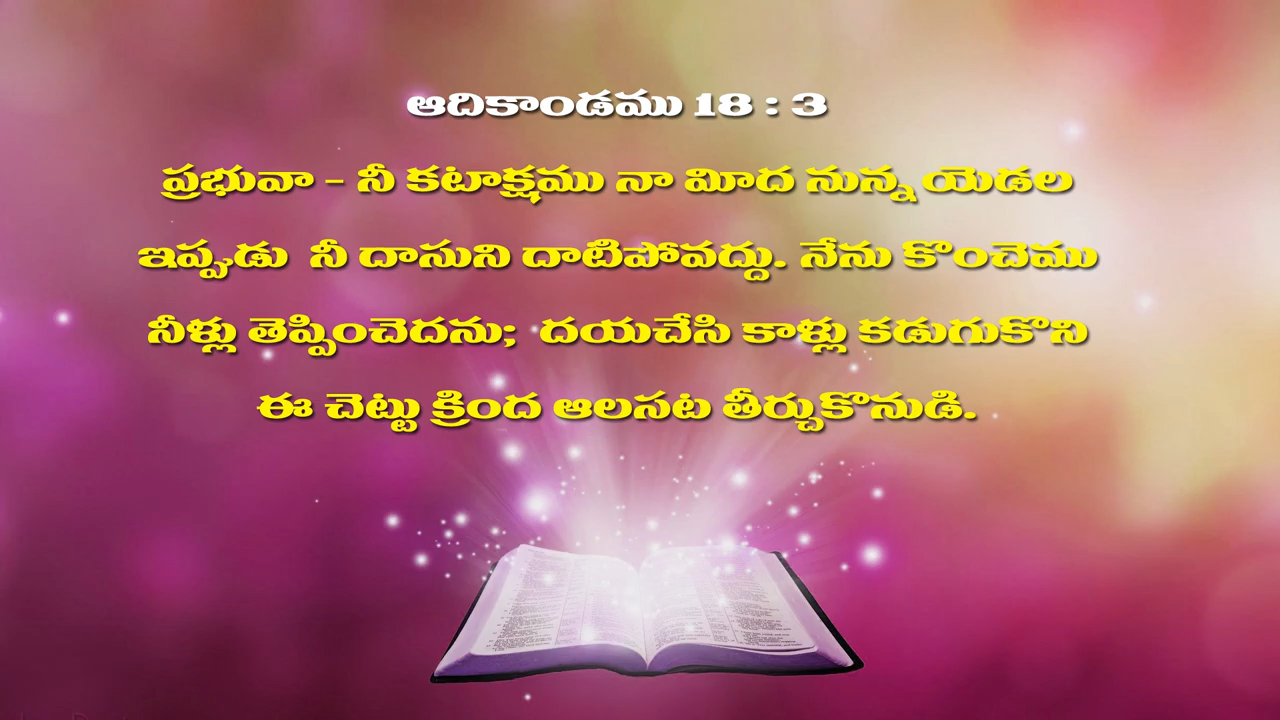 ఆదికాండము 18 : 3
ప్రభువా - నీ కటాక్షము నా మీద నున్న యెడల
ఇప్పుడు నీ దాసుని దాటిపోవద్దు. నేను కొంచెము
నీళ్లు తెప్పించెదను; దయచేసి కాళ్లు కడుగుకొని
ఈ చెట్టు క్రింద ఆలసట తీర్చుకొనుడి.